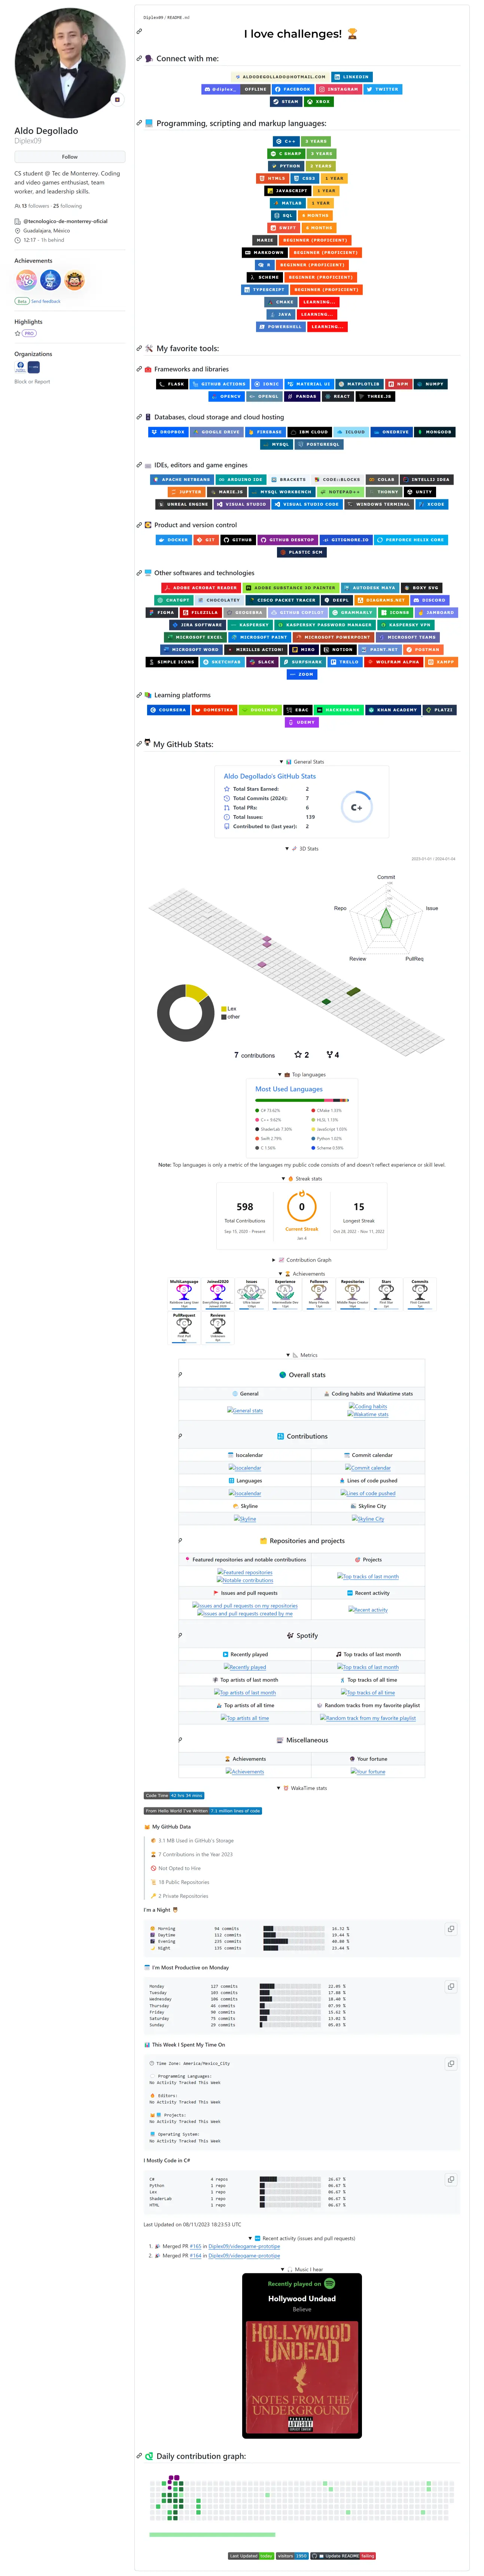 Diplex09 / README.md
I love challenges! 🏆
Aldo Degollado
Diplex09
Follow
CS student @ Tec de Monterrey. Coding
and video games enthusiast, team
worker, and leadership skills.
13 followers · 25 following
@tecnologico-de-monterrey-oficial
Guadalajara, México
12:17 - 1h behind
Achievements
Beta Send feedback
Highlights
PRO
Organizations
Block or Report
Connect with me:
ALDODEGOLLADO@HOTMAIL.COM LINKEDIN
@diplex_ OFFLINE FACEBOOK INSTAGRAM TWITTER
STEAM XBOX
Programming, scripting and markup languages:
C++ 3 YEARS
C SHARP 3 YEARS
PYTHON 2 YEARS
HTML5 CSS3 1 YEAR
JAVASCRIPT 1 YEAR
MATLAB 1 YEAR
SQL 6 MONTHS
SWIFT 6 MONTHS
MARIE BEGINNER (PROFICIENT)
MARKDOWN BEGINNER (PROFICIENT)
R BEGINNER (PROFICIENT)
SCHEME BEGINNER (PROFICIENT)
TYPESCRIPT BEGINNER (PROFICIENT)
CMAKE LEARNING...
JAVA LEARNING...
POWERSHELL LEARNING...
My favorite tools:
Frameworks and libraries
FLASK GITHUB ACTIONS IONIC MATERIAL UI MATPLOTLIB NPM NUMPY
OPENCV OPENGL PANDAS REACT THREE.JS
Databases, cloud storage and cloud hosting
DROPBOX GOOGLE DRIVE FIREBASE IBM CLOUD ICLOUD ONEDRIVE MONGODB
MYSQL POSTGRESQL
IDEs, editors and game engines
APACHE NETBEANS ARDUINO IDE BRACKETS CODE::BLOCKS COLAB INTELLIJ IDEA
JUPYTER MARIE.JS MYSQL WORKBENCH NOTEPAD++ THONNY UNITY
UNREAL ENGINE VISUAL STUDIO VISUAL STUDIO CODE WINDOWS TERMINAL XCODE
Product and version control
DOCKER GIT GITHUB GITHUB DESKTOP GITIGNORE.IO PERFORCE HELIX CORE
PLASTIC SCM
Other softwares and technologies
ADOBE ACROBAT READER ADOBE SUBSTANCE 3D PAINTER AUTODESK MAYA BOXY SVG
CHATGPT CHOCOLATEY CISCO PACKET TRACER DEEPL DIAGRAMS.NET DISCORD
FIGMA FILEZILLA GEOGEBRA GITHUB COPILOT GRAMMARLY ICONS8 JAMBOARD
JIRA SOFTWARE KASPERSKY KASPERSKY PASSWORD MANAGER KASPERSKY VPN
MICROSOFT EXCEL MICROSOFT PAINT MICROSOFT POWERPOINT MICROSOFT TEAMS
MICROSOFT WORD MIRILLIS ACTION! MIRO NOTION PAINT.NET POSTMAN
SIMPLE ICONS SKETCHFAB SLACK SURFSHARK TRELLO WOLFRAM ALPHA XAMPP
ZOOM
Learning platforms
COURSERA DOMESTIKA DUOLINGO EBAC HACKERRANK KHAN ACADEMY PLATZI
UDEMY
My GitHub Stats:
▼ General Stats
Aldo Degollado's GitHub Stats
Total Stars Earned: 2
Total Commits (2024): 7
Total PRs: 6
Total Issues: 139
Contributed to (last year): 2
C+
▼ 3D Stats
2023-01-01 / 2024-01-04
Commit
Repo Issue
Review PullReq
Lex
other
7 contributions 2 4
▼ Top languages
Most Used Languages
C# 73.62% CMake 1.33%
C++ 9.62% HLSL 1.13%
ShaderLab 7.30% JavaScript 1.03%
Swift 2.79% Python 1.02%
C 1.56% Scheme 0.59%
Note: Top languages is only a metric of the languages my public code consists of and doesn't reflect experience or skill level.
▼ Streak stats
598 0 15
Total Contributions Current Streak Longest Streak
Sep 15, 2020 - Present Jan 4 Oct 28, 2022 - Nov 11, 2022
▶ Contribution Graph
▼ Achievements
MultiLanguage Joined2020 Issues Experience Followers Repositories Stars Commits
PullRequest Reviews
▼ Metrics
Overall stats
General Coding habits and Wakatime stats
General stats Coding habits
Wakatime stats
Contributions
Isocalendar Commit calendar
Isocalendar Commit calendar
Languages Lines of code pushed
Isocalendar Lines of code pushed
Skyline Skyline City
Skyline Skyline City
Repositories and projects
Featured repositories and notable contributions Projects
Featured repositories
Notable contributions Top tracks of last month
Issues and pull requests Recent activity
Issues and pull requests on my repositories
Issues and pull requests created by me Recent activity
Spotify
Recently played Top tracks of last month
Recently played Top tracks of last month
Top artists of last month Top tracks of all time
Top artists of last month Top tracks of all time
Top artists of all time Random tracks from my favorite playlist
Top artists all time Random track from my favorite playlist
Miscellaneous
Achievements Your fortune
Achievements Your fortune
▼ WakaTime stats
Code Time 42 hrs 34 mins
From Hello World I've Written 7.1 million lines of code
My GitHub Data
3.1 MB Used in GitHub's Storage
7 Contributions in the Year 2023
Not Opted to Hire
18 Public Repositories
2 Private Repositories
I'm a Night
Morning 94 commits 16.32 %
Daytime 112 commits 19.44 %
Evening 235 commits 40.80 %
Night 135 commits 23.44 %
I'm Most Productive on Monday
Monday 127 commits 22.05 %
Tuesday 103 commits 17.88 %
Wednesday 106 commits 18.40 %
Thursday 46 commits 07.99 %
Friday 90 commits 15.62 %
Saturday 75 commits 13.02 %
Sunday 29 commits 05.03 %
This Week I Spent My Time On
Time Zone: America/Mexico_City
Programming Languages:
No Activity Tracked This Week
Editors:
No Activity Tracked This Week
Projects:
No Activity Tracked This Week
Operating System:
No Activity Tracked This Week
I Mostly Code in C#
C# 4 repos 26.67 %
Python 1 repo 06.67 %
Lex 1 repo 06.67 %
ShaderLab 1 repo 06.67 %
HTML 1 repo 06.67 %
Last Updated on 08/11/2023 18:23:53 UTC
▼ Recent activity (issues and pull requests)
1. Merged PR #165 in Diplex09/videogame-prototipe
2. Merged PR #164 in Diplex09/videogame-prototipe
▼ Music I hear
Recently played on
Hollywood Undead
Believe
HOLLYWOOD UNDEAD
NOTES FROM THE
UNDERGROUND
Daily contribution graph:
Last Updated today visitors 1950 Update README failing